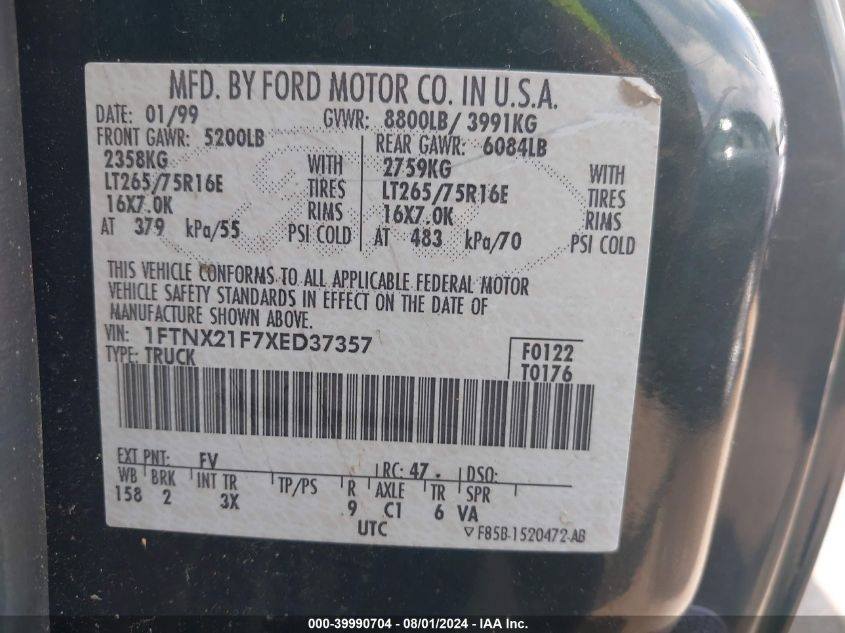 MFD. BY FORD MOTOR CO. IN U.S.A.
DATE: 01/99 GVWR: 8800LB/ 3991KG
FRONT GAWR: 5200LB REAR GAWR: 6084LB
2358KG WITH 2759KG WITH
LT265/75R16E TIRES LT265/75R16E TIRES
16X7.0K RIMS 16X7.0K RIMS
AT 379 kPa/55 PSI COLD AT 483 kPa/70 PSI COLD
THIS VEHICLE CONFORMS TO ALL APPLICABLE FEDERAL MOTOR
VEHICLE SAFETY STANDARDS IN EFFECT ON THE DATE OF
MANUFACTURE SHOWN ABOVE.
VIN: 1FTNX21F7XED37357 F0122
TYPE: TRUCK T0176
EXT PNT: FV RC: 47 DSO:
WB BRK INT TR TP/PS R AXLE TR SPR
158 2 3X 9 C1 6 VA
UTC ▽ F85B-1520472-AB
000-39990704 - 08/01/2024 - IAA Inc.